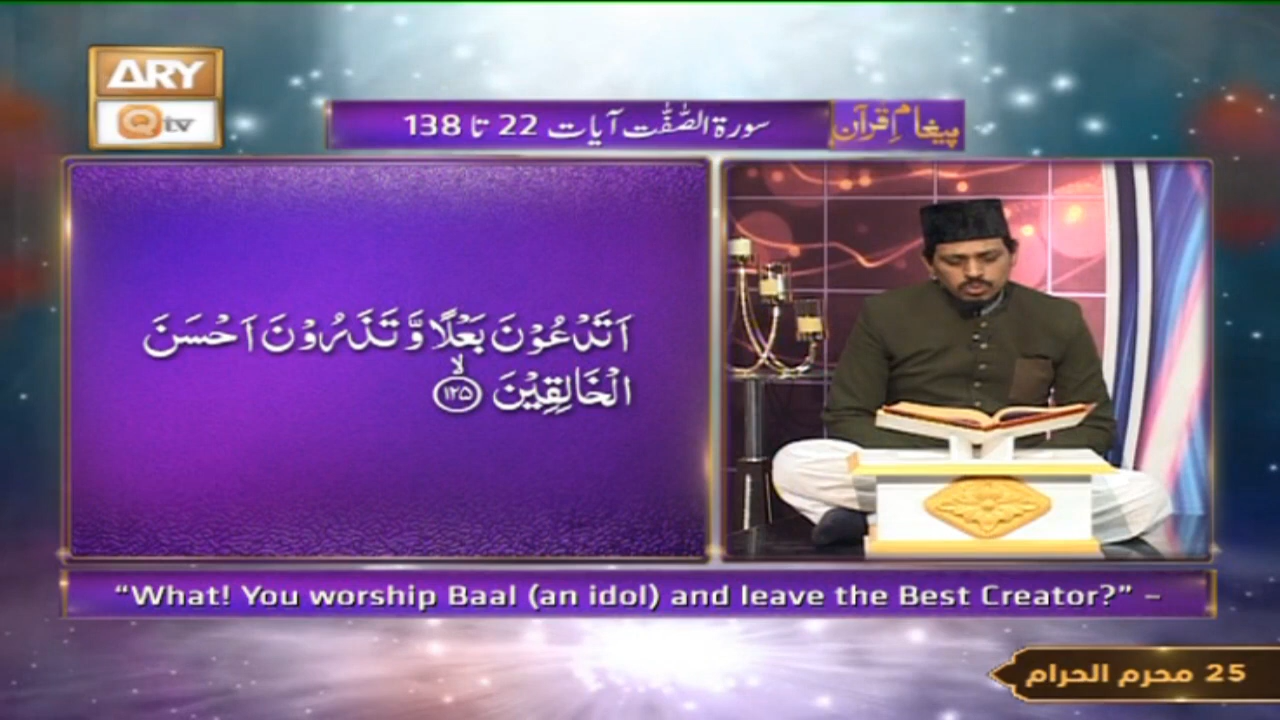 ARY
Qtv
پیغامِ قرآن
سورۃ الصّٰفّٰت آیات 22 تا 138
اَتَدْعُوْنَ بَعْلًا وَّ تَذَرُوْنَ اَحْسَنَ
الْخَالِقِیْنَ ۙ﴿۱۲۵﴾
“What! You worship Baal (an idol) and leave the Best Creator?” –
25 محرم الحرام